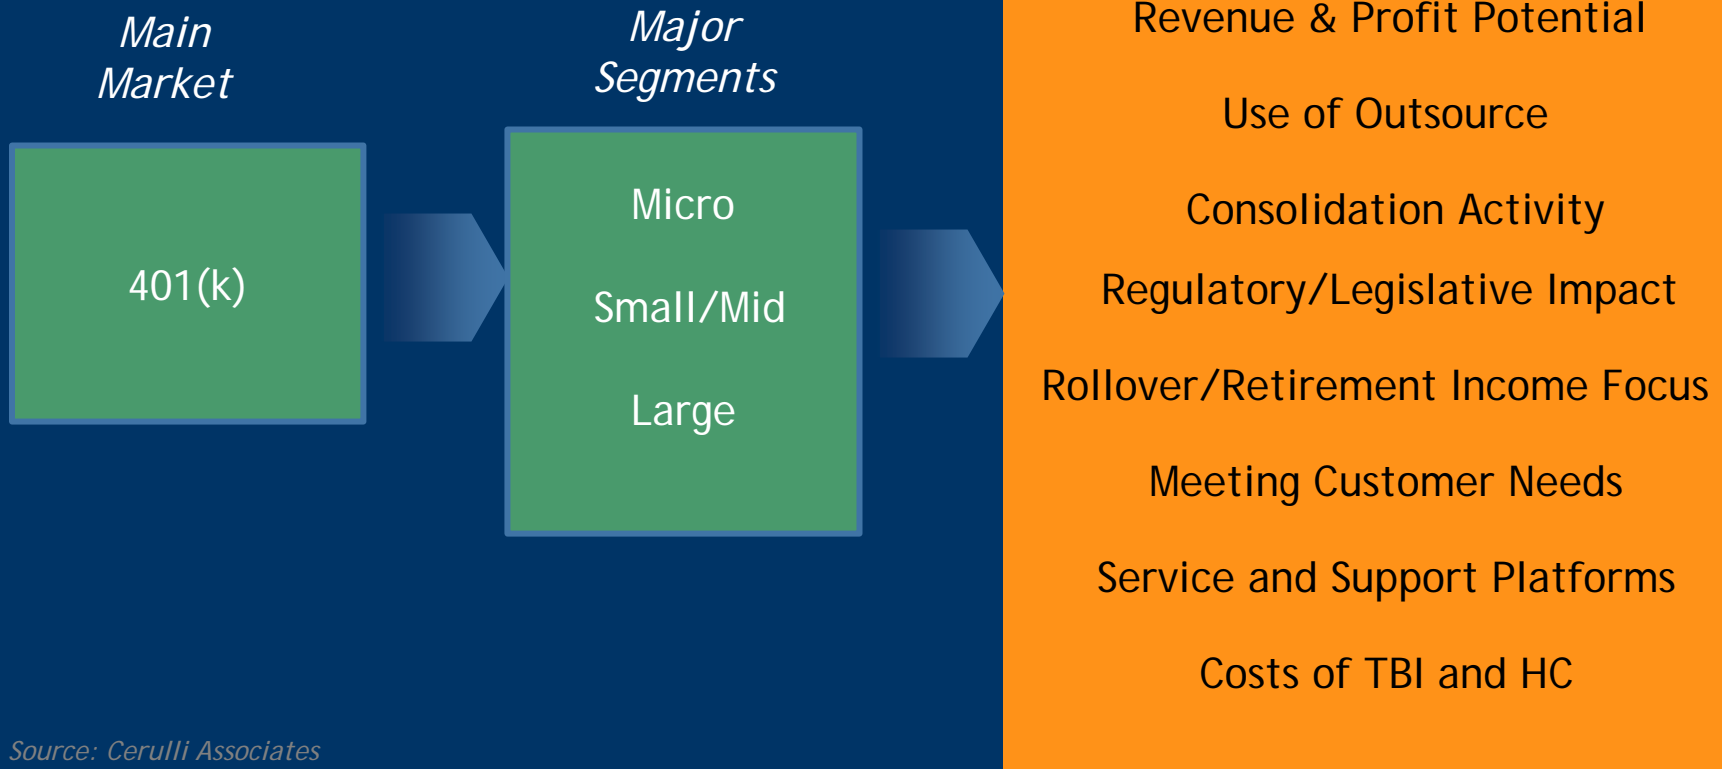 Main
Market
Major
Segments
401(k)
Micro
Small/Mid
Large
Revenue & Profit Potential
Use of Outsource
Consolidation Activity
Regulatory/Legislative Impact
Rollover/Retirement Income Focus
Meeting Customer Needs
Service and Support Platforms
Costs of TBI and HC
Source: Cerulli Associates